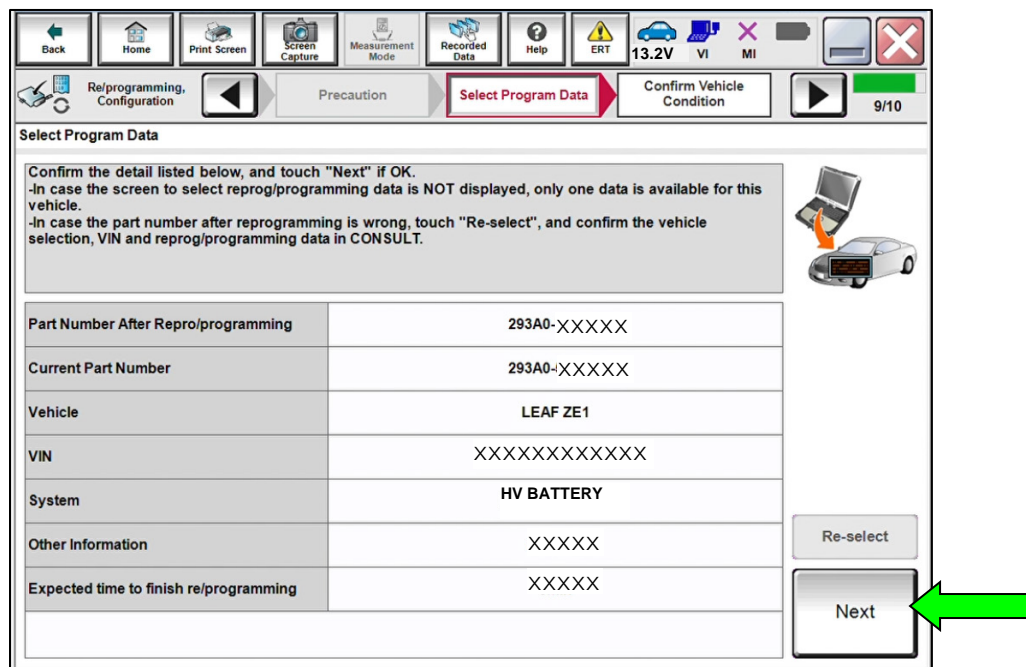 Back
Home
Print Screen
Screen
Capture
Measurement
Mode
Recorded
Data
Help
ERT
13.2V
VI
MI
Re/programming,
Configuration
Precaution
Select Program Data
Confirm Vehicle
Condition
9/10
Select Program Data
Confirm the detail listed below, and touch "Next" if OK.
-In case the screen to select reprog/programming data is NOT displayed, only one data is available for this
vehicle.
-In case the part number after reprogramming is wrong, touch "Re-select", and confirm the vehicle
selection, VIN and reprog/programming data in CONSULT.
Part Number After Repro/programming 293A0-XXXXX
Current Part Number 293A0-XXXXX
Vehicle LEAF ZE1
VIN XXXXXXXXXXXX
System HV BATTERY
Other Information XXXXX
Expected time to finish re/programming XXXXX
Re-select
Next